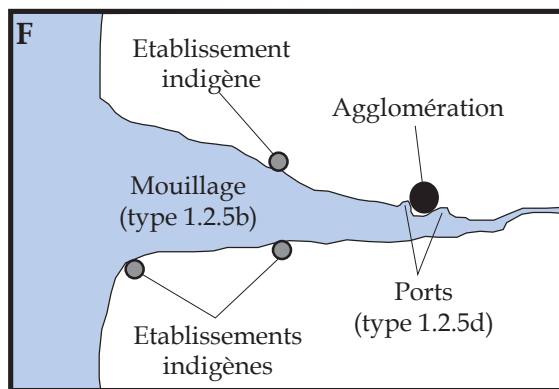 F
Etablissement
indigène
Agglomération
Mouillage
(type 1.2.5b)
Ports
(type 1.2.5d)
Etablissements
indigènes